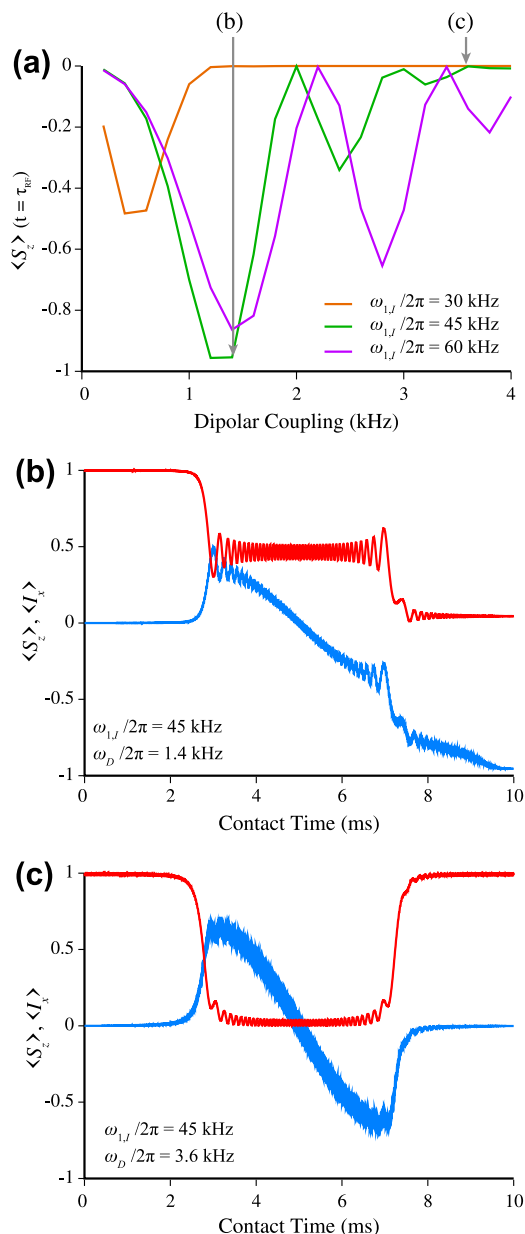 (b) (c)
(a)
0
-0.2
-0.4
-0.6
-0.8
-1
<S_z> (t = τ_RF)
ω_1,I /2π = 30 kHz
ω_1,I /2π = 45 kHz
ω_1,I /2π = 60 kHz
0 1 2 3 4
Dipolar Coupling (kHz)
(b)
1
0.5
0
-0.5
-1
<S_z>, <I_x>
ω_1,I /2π = 45 kHz
ω_D /2π = 1.4 kHz
0 2 4 6 8 10
Contact Time (ms)
(c)
1
0.5
0
-0.5
-1
<S_z>, <I_x>
ω_1,I /2π = 45 kHz
ω_D /2π = 3.6 kHz
0 2 4 6 8 10
Contact Time (ms)